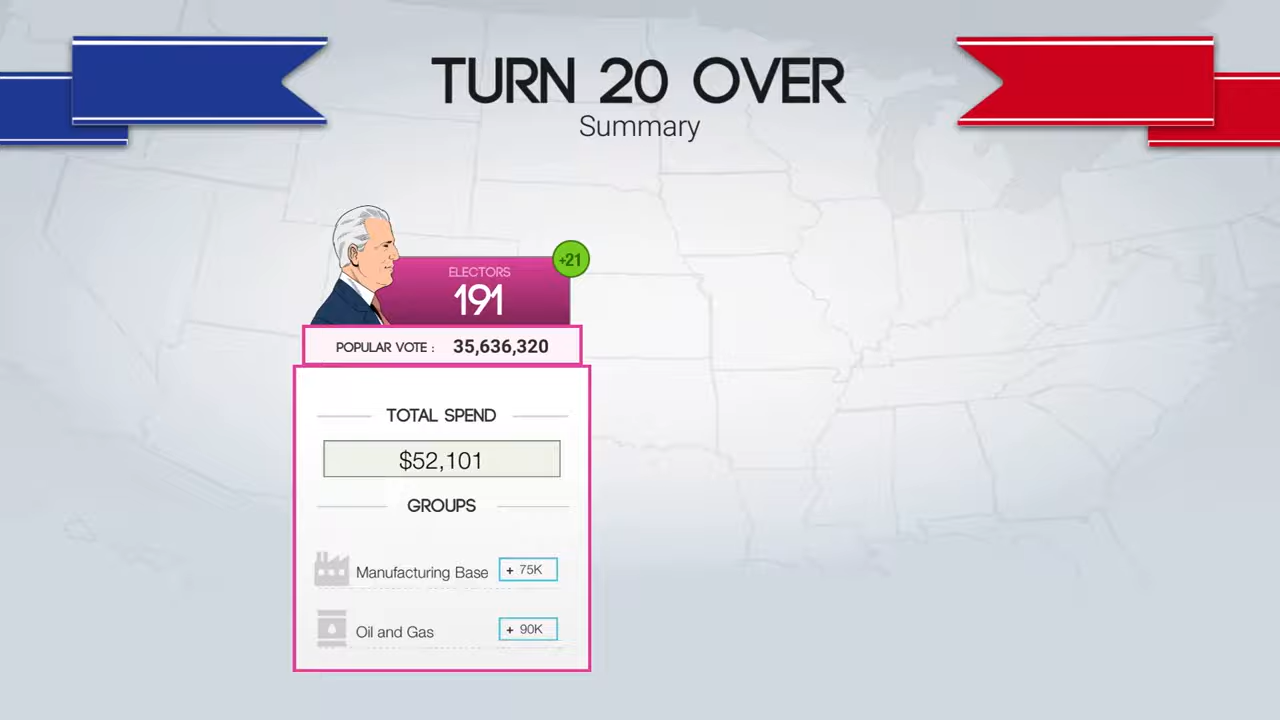 TURN 20 OVER
Summary
+21
ELECTORS
191
POPULAR VOTE : 35,636,320
TOTAL SPEND
$52,101
GROUPS
Manufacturing Base + 75K
Oil and Gas + 90K